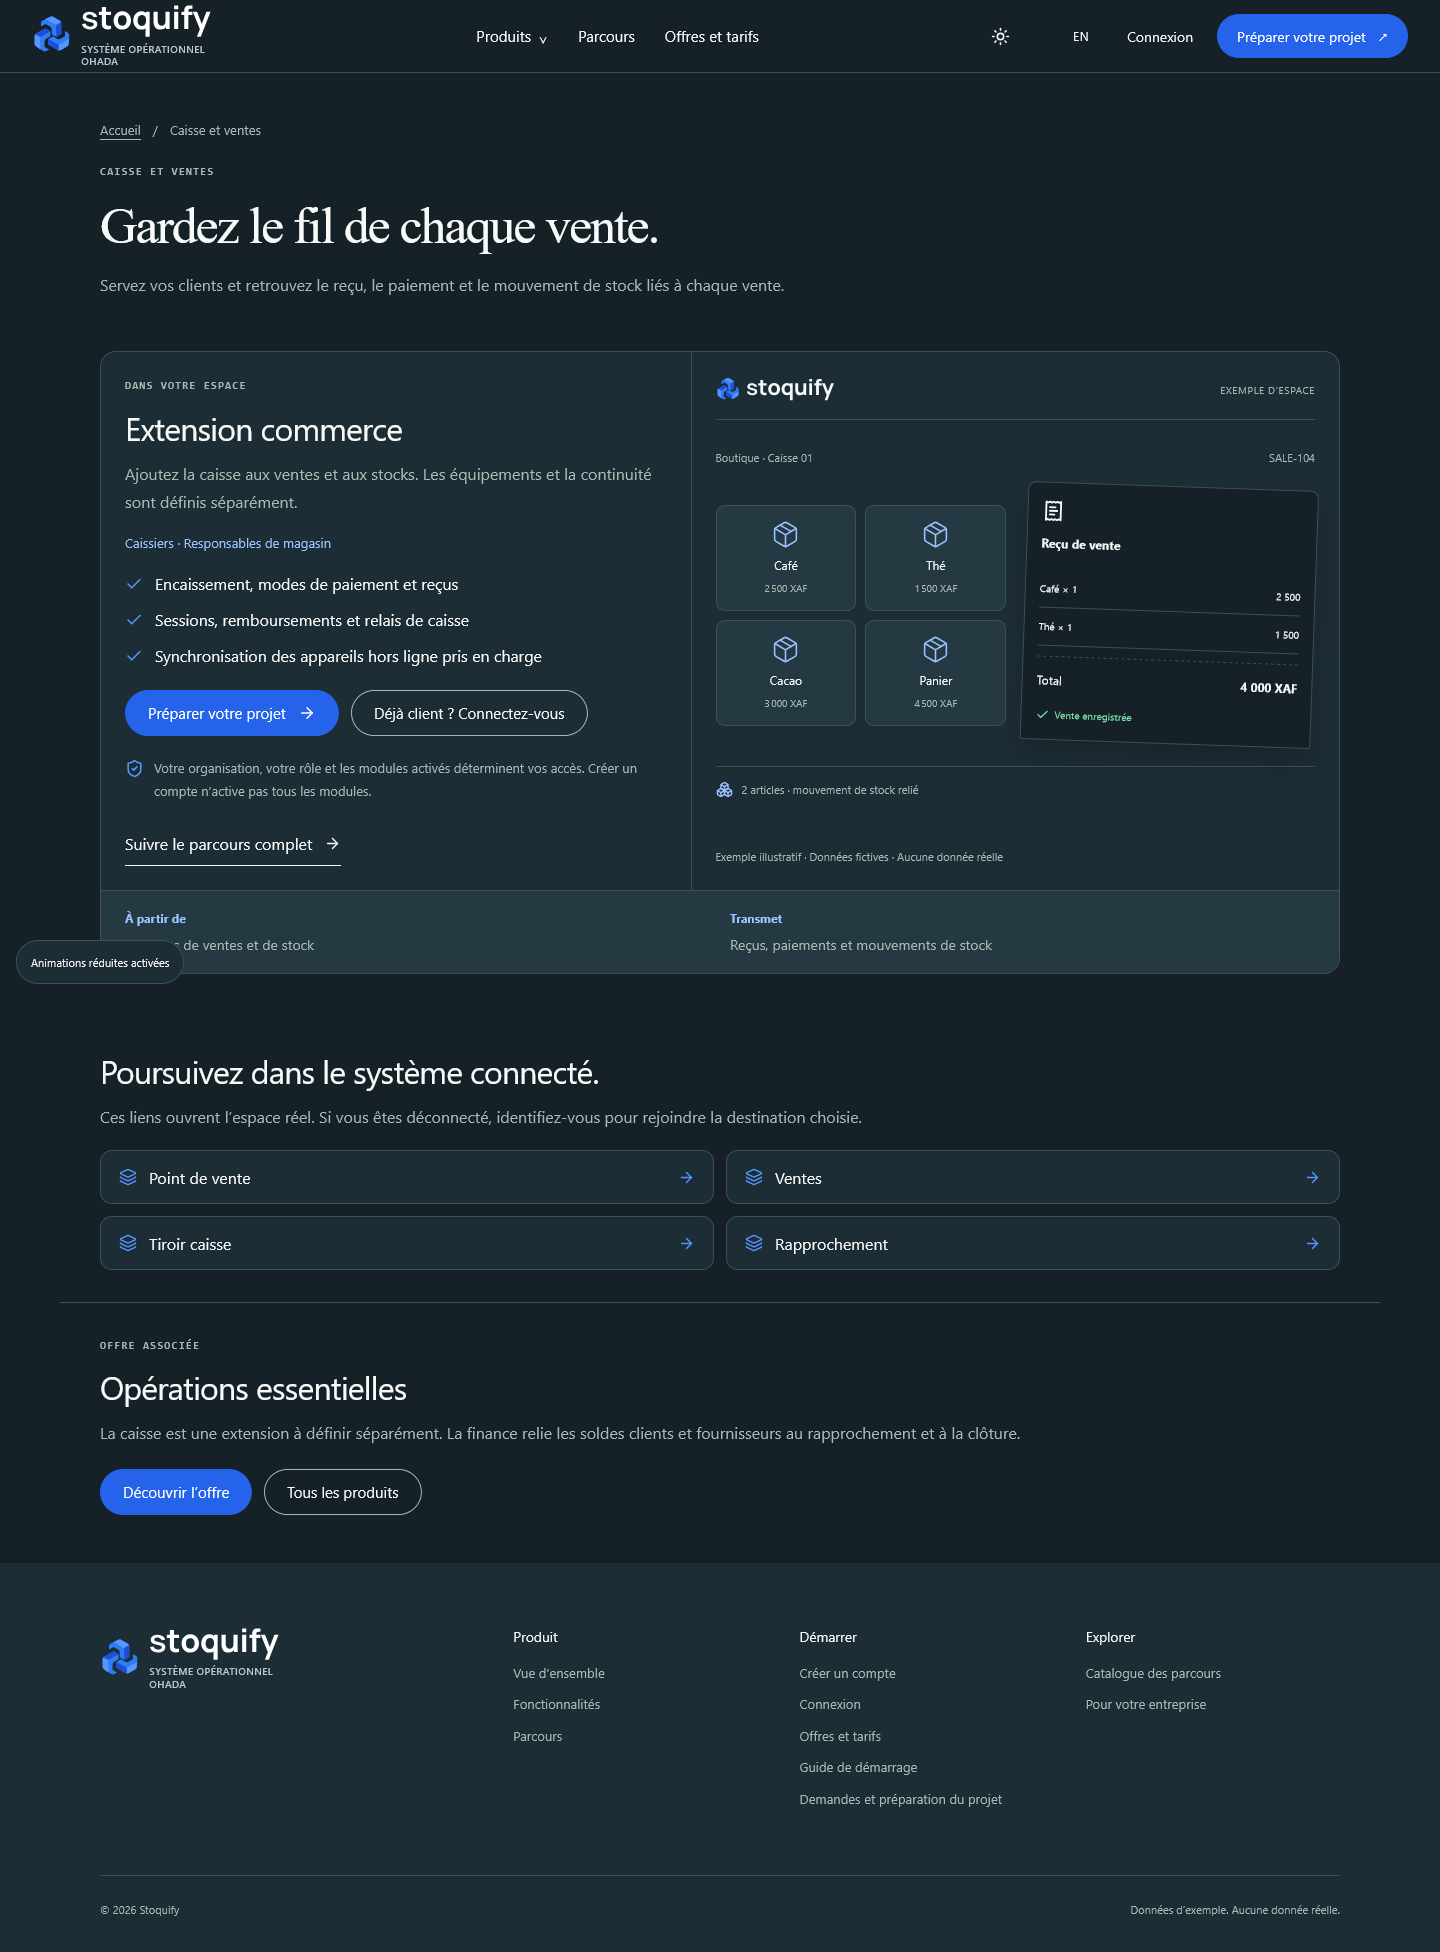 stoquify
SYSTÈME OPÉRATIONNEL
OHADA
Produits
Parcours
Offres et tarifs
EN
Connexion
Préparer votre projet ↗
Accueil / Caisse et ventes
CAISSE ET VENTES
Gardez le fil de chaque vente.
Servez vos clients et retrouvez le reçu, le paiement et le mouvement de stock liés à chaque vente.
DANS VOTRE ESPACE
Extension commerce
Ajoutez la caisse aux ventes et aux stocks. Les équipements et la continuité
sont définis séparément.
Caissiers · Responsables de magasin
Encaissement, modes de paiement et reçus
Sessions, remboursements et relais de caisse
Synchronisation des appareils hors ligne pris en charge
Préparer votre projet
Déjà client ? Connectez-vous
Votre organisation, votre rôle et les modules activés déterminent vos accès. Créer un
compte n’active pas tous les modules.
Suivre le parcours complet
stoquify
EXEMPLE D’ESPACE
Boutique · Caisse 01
SALE-104
Café
2 500 XAF
Thé
1 500 XAF
Cacao
3 000 XAF
Panier
4 500 XAF
Reçu de vente
Café × 1
2 500
Thé × 1
1 500
Total
4 000 XAF
Vente enregistrée
2 articles · mouvement de stock relié
Exemple illustratif · Données fictives · Aucune donnée réelle
À partir de
de ventes et de stock
Transmet
Reçus, paiements et mouvements de stock
Animations réduites activées
Poursuivez dans le système connecté.
Ces liens ouvrent l’espace réel. Si vous êtes déconnecté, identifiez-vous pour rejoindre la destination choisie.
Point de vente
Ventes
Tiroir caisse
Rapprochement
OFFRE ASSOCIÉE
Opérations essentielles
La caisse est une extension à définir séparément. La finance relie les soldes clients et fournisseurs au rapprochement et à la clôture.
Découvrir l’offre
Tous les produits
stoquify
SYSTÈME OPÉRATIONNEL
OHADA
Produit
Vue d’ensemble
Fonctionnalités
Parcours
Démarrer
Créer un compte
Connexion
Offres et tarifs
Guide de démarrage
Demandes et préparation du projet
Explorer
Catalogue des parcours
Pour votre entreprise
© 2026 Stoquify
Données d’exemple. Aucune donnée réelle.